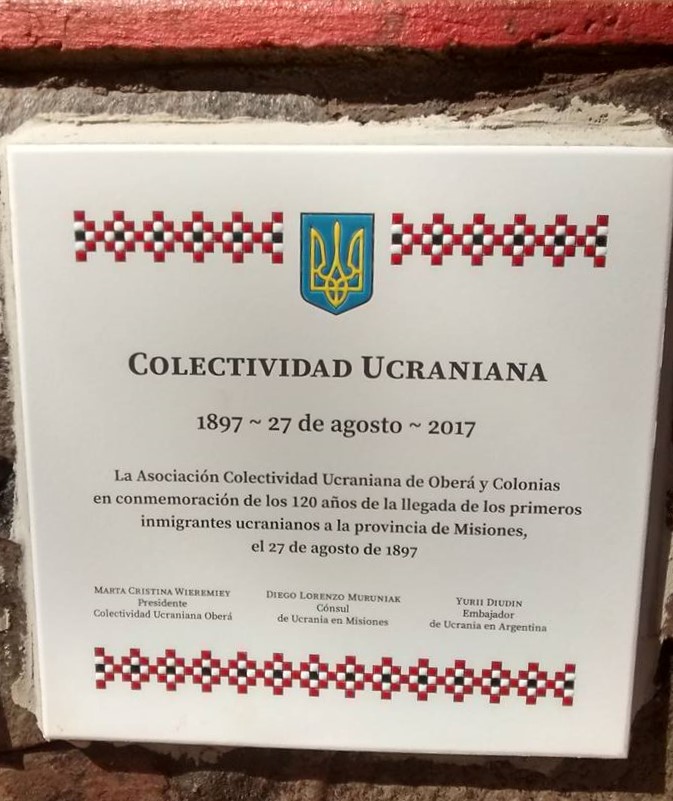 COLECTIVIDAD UCRANIANA
1897 ~ 27 de agosto ~ 2017
La Asociación Colectividad Ucraniana de Oberá y Colonias
en conmemoración de los 120 años de la llegada de los primeros
inmigrantes ucranianos a la provincia de Misiones,
el 27 de agosto de 1897
MARTA CRISTINA WIEREMIEY
Presidente
Colectividad Ucraniana Oberá
DIEGO LORENZO MURUNIAK
Cónsul
de Ucrania en Misiones
YURII DIUDIN
Embajador
de Ucrania en Argentina